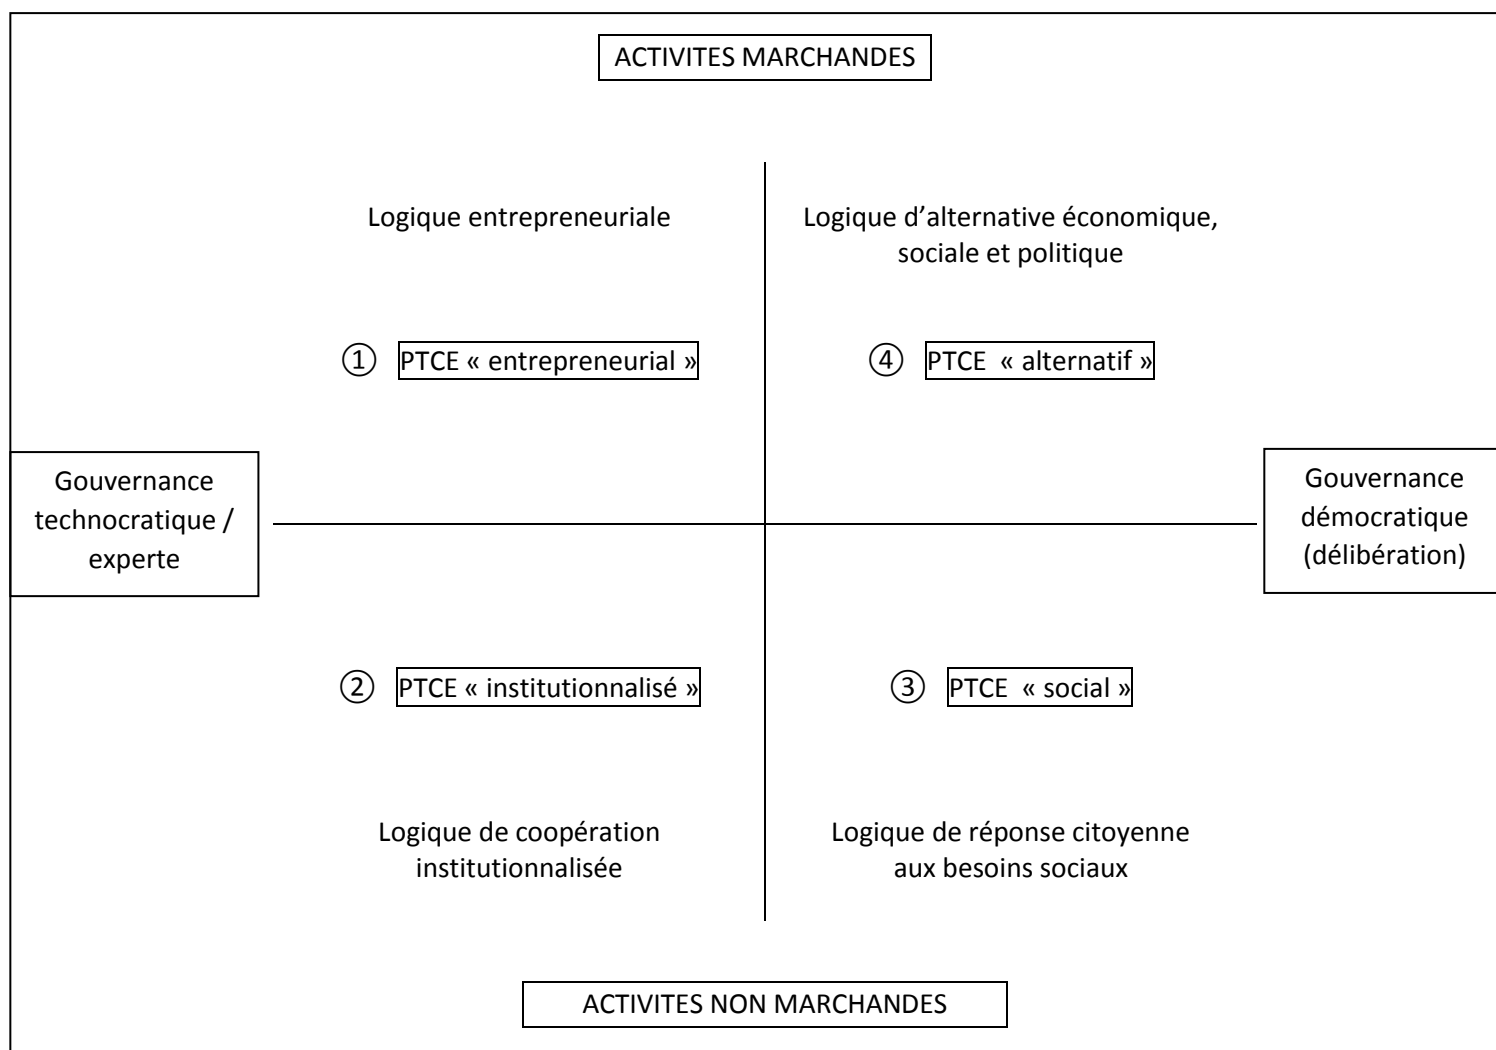 ACTIVITES MARCHANDES
Logique entrepreneuriale
Logique d’alternative économique,
sociale et politique
① PTCE « entrepreneurial »
④ PTCE « alternatif »
Gouvernance
technocratique /
experte
Gouvernance
démocratique
(délibération)
② PTCE « institutionnalisé »
③ PTCE « social »
Logique de coopération
institutionnalisée
Logique de réponse citoyenne
aux besoins sociaux
ACTIVITES NON MARCHANDES